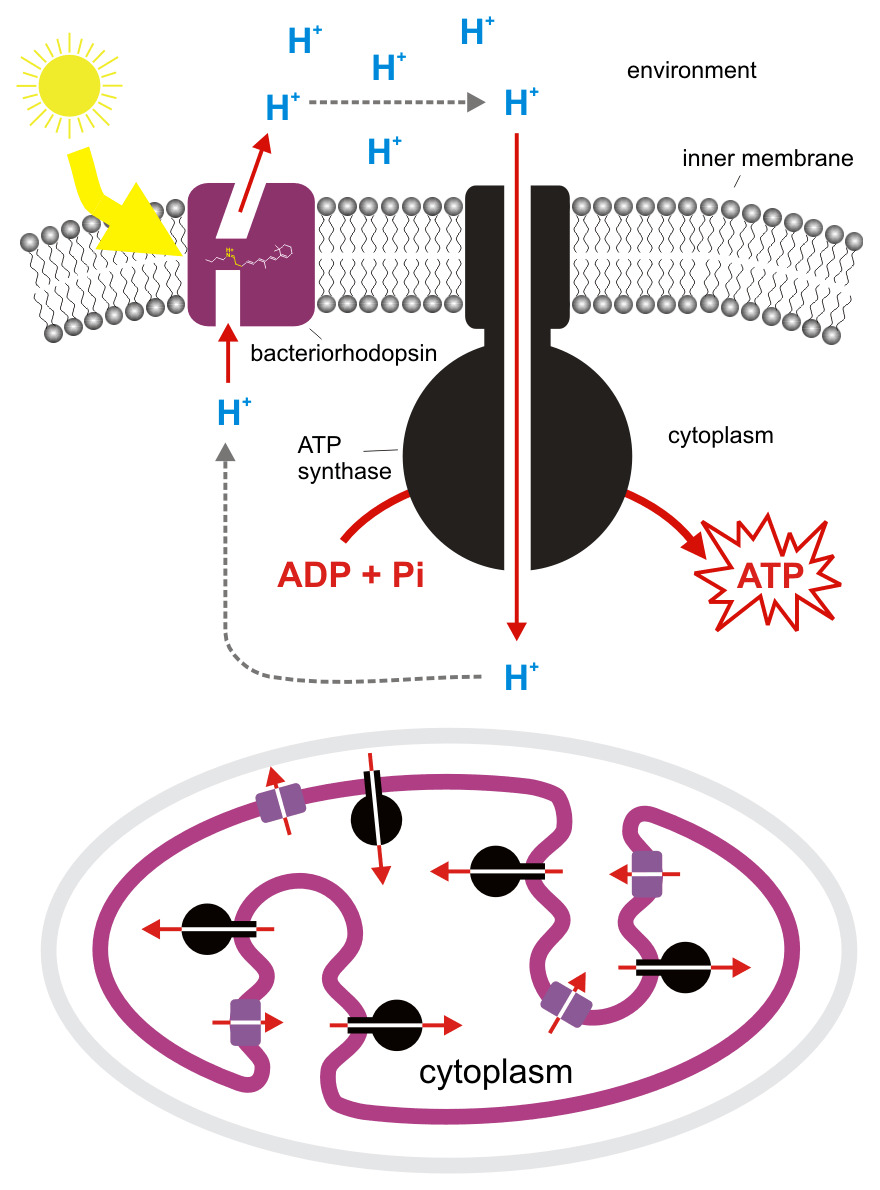 H⁺
H⁺
H⁺
environment
H⁺
H⁺
H⁺
inner membrane
H⁺
N
bacteriorhodopsin
H⁺
cytoplasm
ATP
synthase
ADP + Pi
ATP
H⁺
cytoplasm